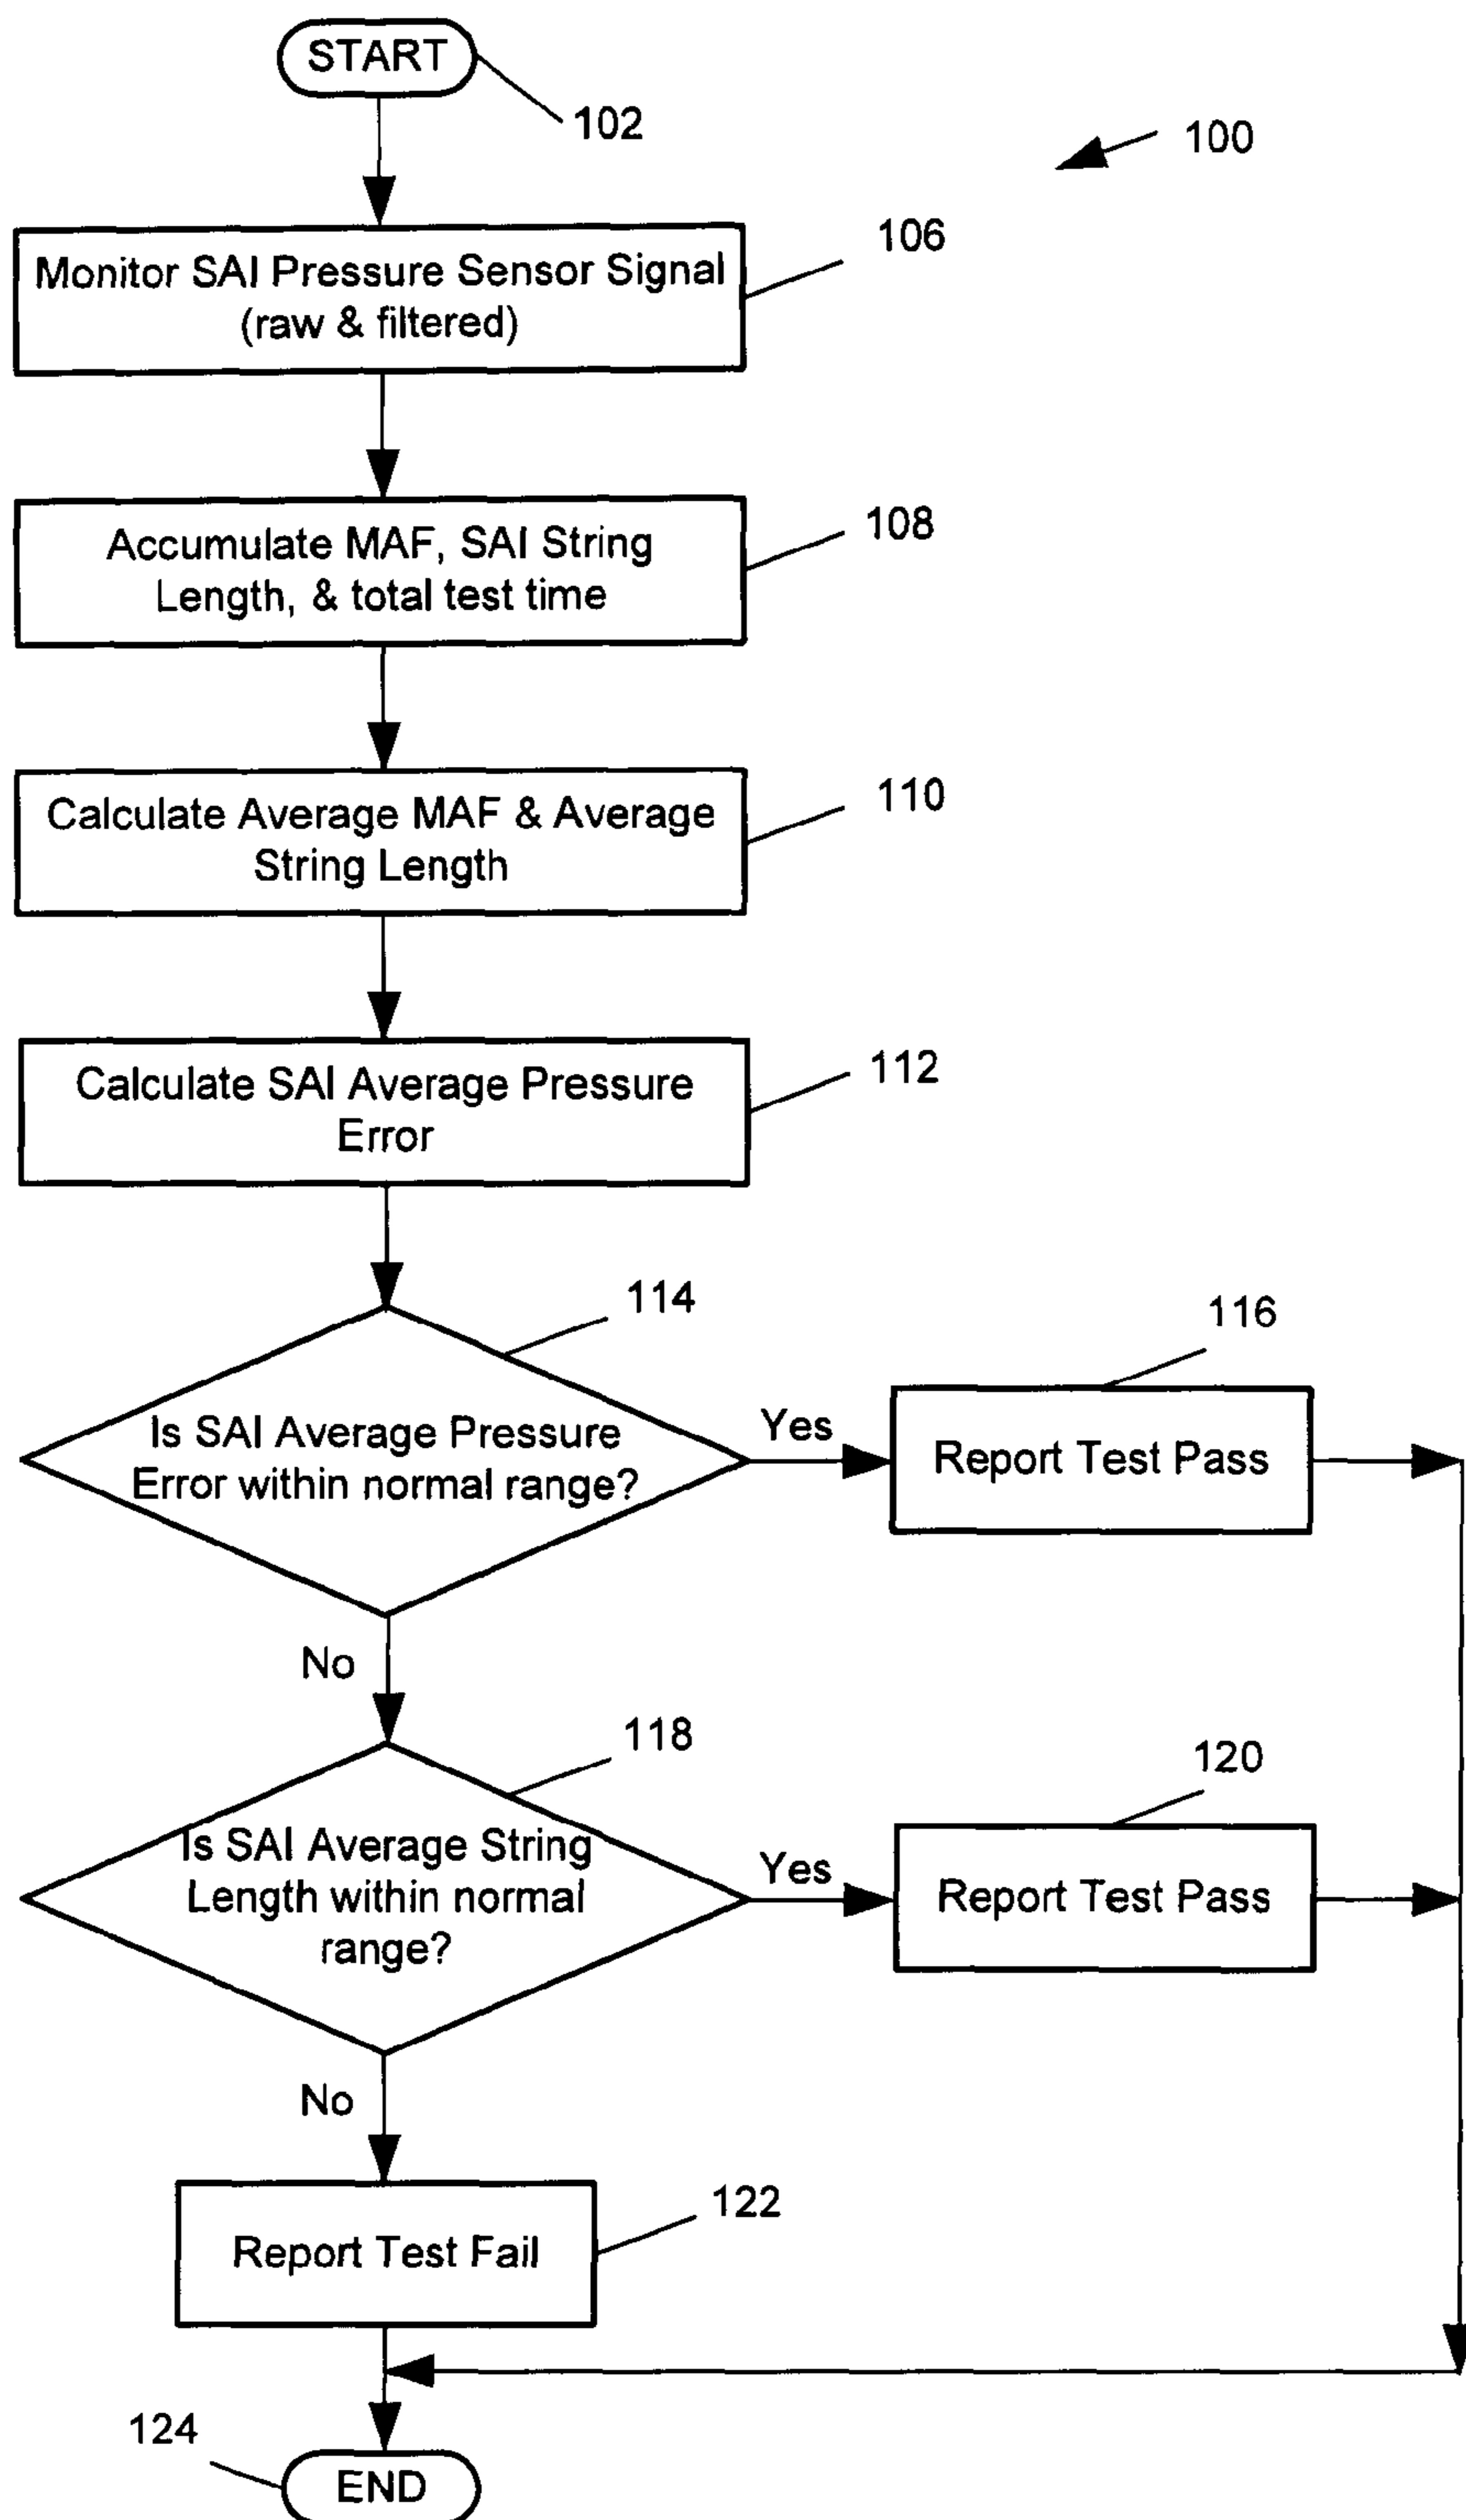 START
102
100
106
Monitor SAI Pressure Sensor Signal
(raw & filtered)
108
Accumulate MAF, SAI String
Length, & total test time
110
Calculate Average MAF & Average
String Length
112
Calculate SAI Average Pressure
Error
114
116
Is SAI Average Pressure
Error within normal range?
Yes
Report Test Pass
No
118
120
Is SAI Average String
Length within normal
range?
Yes
Report Test Pass
No
122
Report Test Fail
124
END